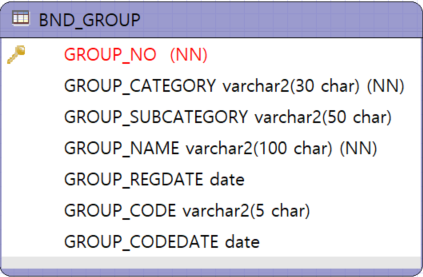 BND_GROUP
GROUP_NO (NN)
GROUP_CATEGORY varchar2(30 char) (NN)
GROUP_SUBCATEGORY varchar2(50 char)
GROUP_NAME varchar2(100 char) (NN)
GROUP_REGDATE date
GROUP_CODE varchar2(5 char)
GROUP_CODEDATE date